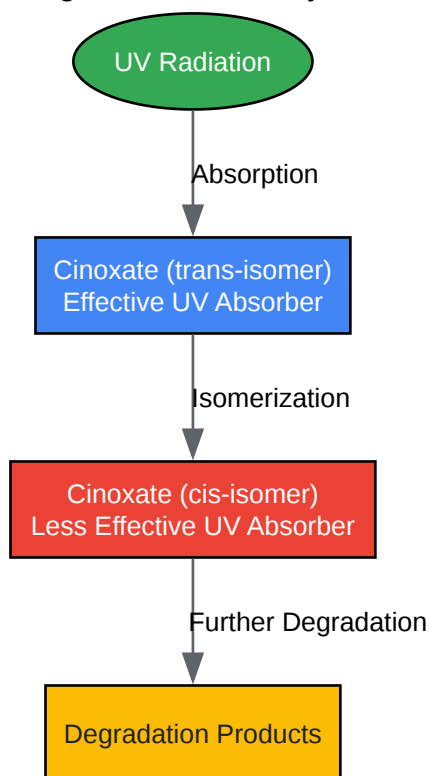 UV Radiation
Absorption
Cinoxate (trans-isomer)
Effective UV Absorber
Isomerization
Cinoxate (cis-isomer)
Less Effective UV Absorber
Further Degradation
Degradation Products